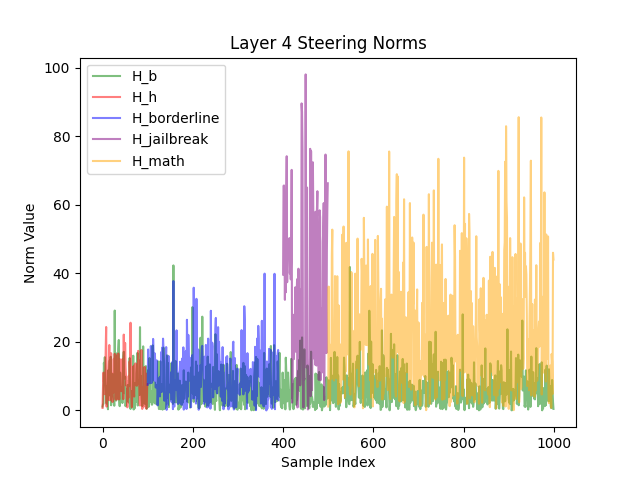 Layer 4 Steering Norms
H_b
H_h
H_borderline
H_jailbreak
H_math
Norm Value
100
80
60
40
20
0
0 200 400 600 800 1000
Sample Index